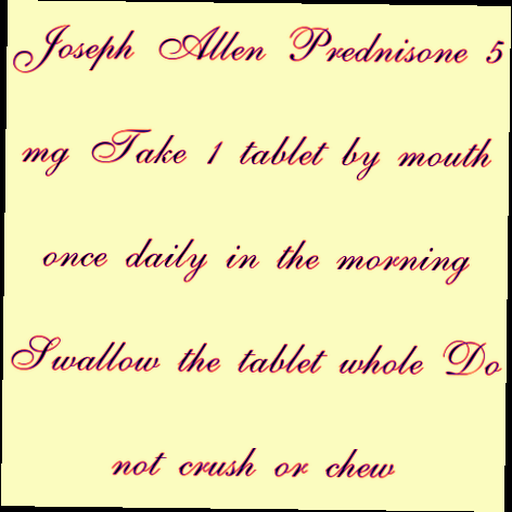 Joseph Allen Prednisone 5
mg Take 1 tablet by mouth
once daily in the morning
Swallow the tablet whole Do
not crush or chew